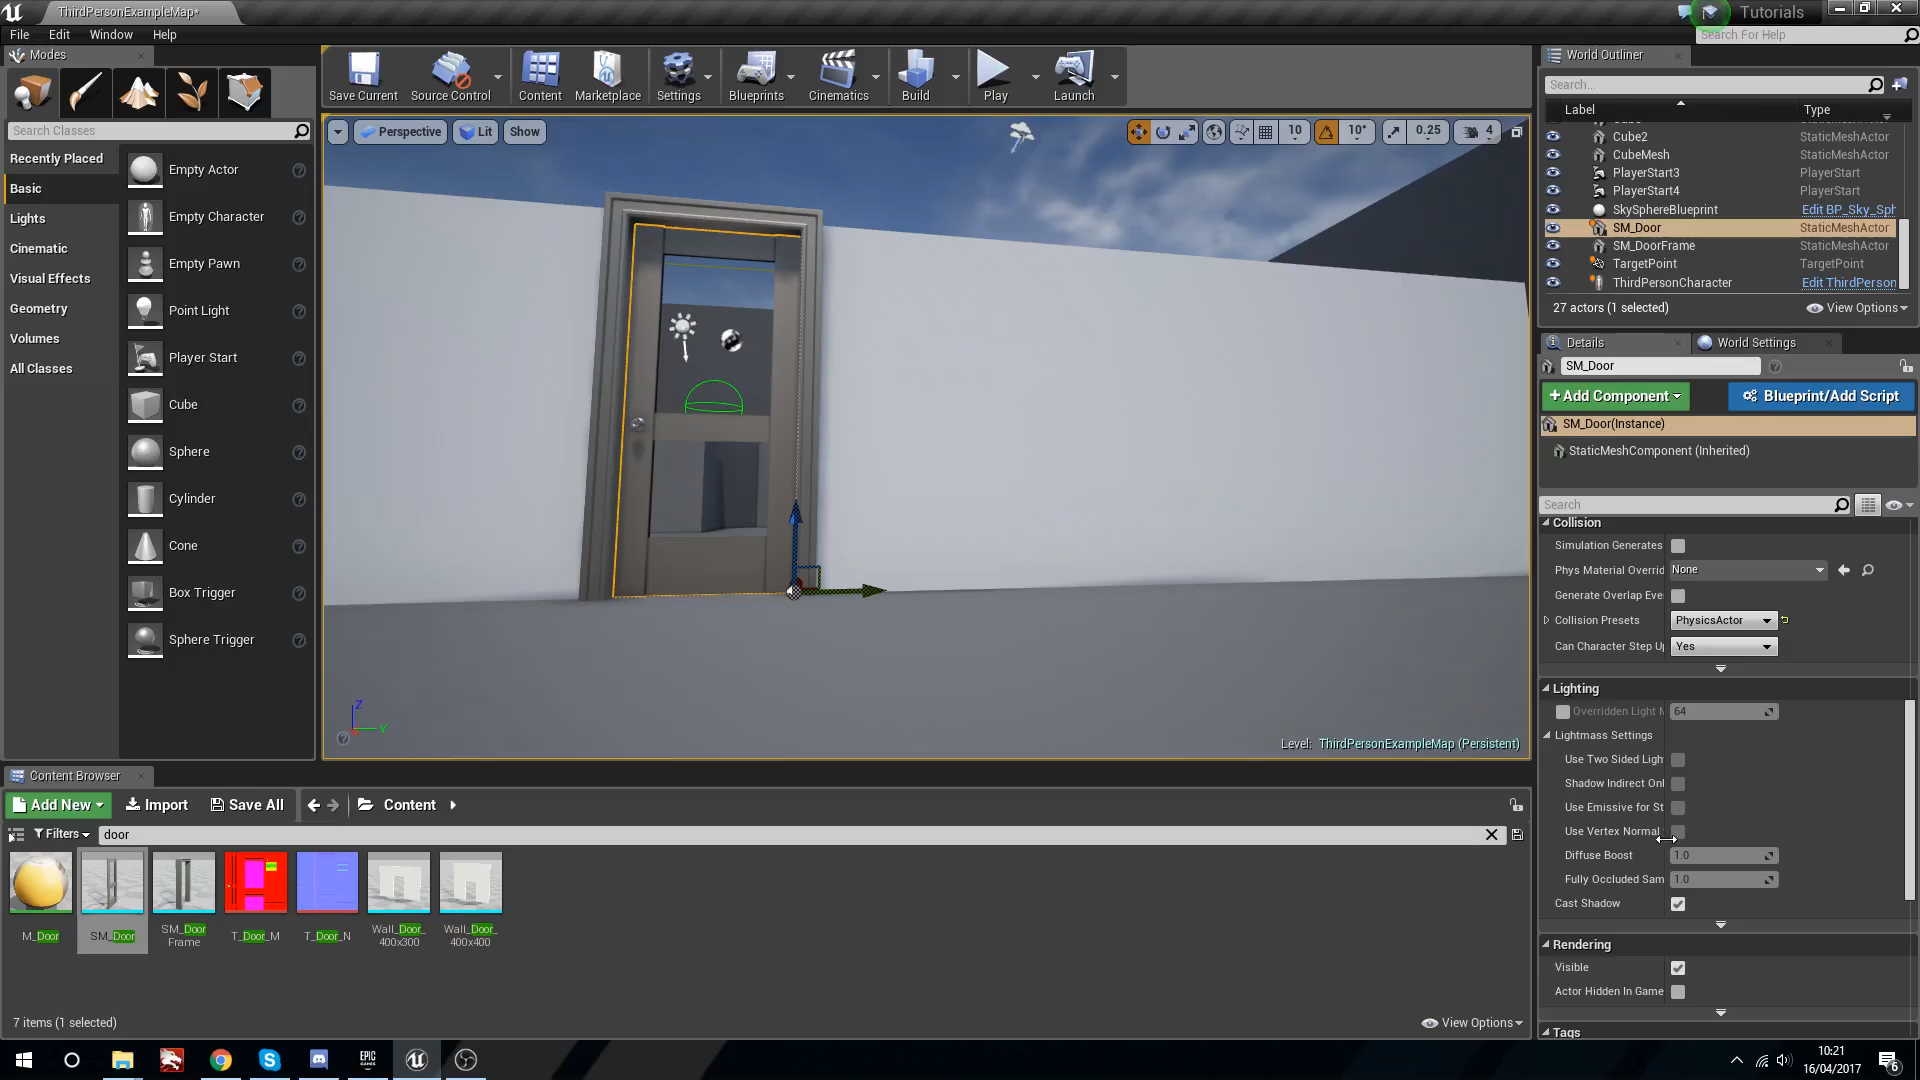 ThirdPersonExampleMap*
Tutorials
File Edit Window Help
Search For Help
Modes
Save Current
Source Control
Content
Marketplace
Settings
Blueprints
Cinematics
Build
Play
Launch
Search Classes
Recently Placed
Basic
Lights
Cinematic
Visual Effects
Geometry
Volumes
All Classes
Empty Actor
Empty Character
Empty Pawn
Point Light
Player Start
Cube
Sphere
Cylinder
Cone
Box Trigger
Sphere Trigger
Perspective Lit Show
10 10° 0.25 4
Z
Y
Level: ThirdPersonExampleMap (Persistent)
World Outliner
Search...
Label Type
Cube2 StaticMeshActor
CubeMesh StaticMeshActor
PlayerStart3 PlayerStart
PlayerStart4 PlayerStart
SkySphereBlueprint Edit BP_Sky_Sph
SM_Door StaticMeshActor
SM_DoorFrame StaticMeshActor
TargetPoint TargetPoint
ThirdPersonCharacter Edit ThirdPerson
27 actors (1 selected) View Options
Details World Settings
SM_Door
+Add Component Blueprint/Add Script
SM_Door(Instance)
StaticMeshComponent (Inherited)
Search
Collision
Simulation Generates
Phys Material Overrid None
Generate Overlap Eve
Collision Presets PhysicsActor
Can Character Step U Yes
Lighting
Overridden Light M 64
Lightmass Settings
Use Two Sided Ligh
Shadow Indirect Onl
Use Emissive for St
Use Vertex Normal
Diffuse Boost 1.0
Fully Occluded Sam 1.0
Cast Shadow
Rendering
Visible
Actor Hidden In Game
Tags
Content Browser
Add New Import Save All Content
Filters door
M_Door
SM_Door
SM_Door
Frame
T_Door_M
T_Door_N
Wall_Door_
400x300
Wall_Door_
400x400
7 items (1 selected) View Options
EPIC
GAMES
10:21
16/04/2017
6